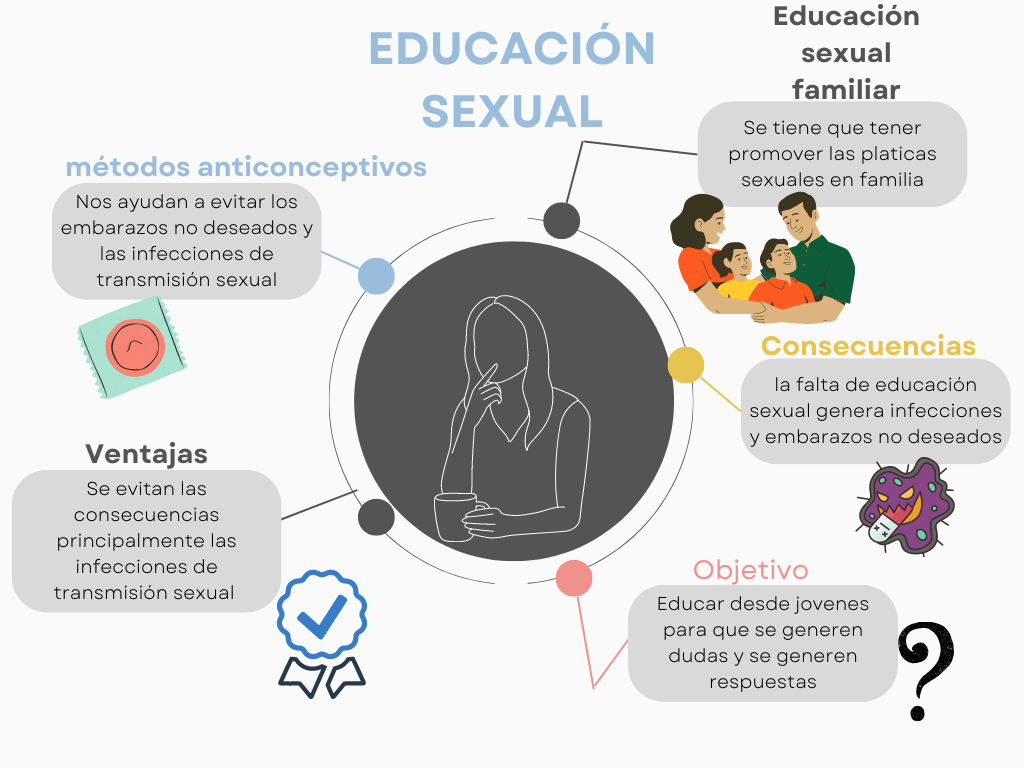 EDUCACIÓN
SEXUAL
Educación
sexual
familiar
Se tiene que tener
promover las platicas
sexuales en familia
métodos anticonceptivos
Nos ayudan a evitar los
embarazos no deseados y
las infecciones de
transmisión sexual
Consecuencias
la falta de educación
sexual genera infecciones
y embarazos no deseados
Ventajas
Se evitan las
consecuencias
principalmente las
infecciones de
transmisión sexual
Objetivo
Educar desde jovenes
para que se generen
dudas y se generen
respuestas
?